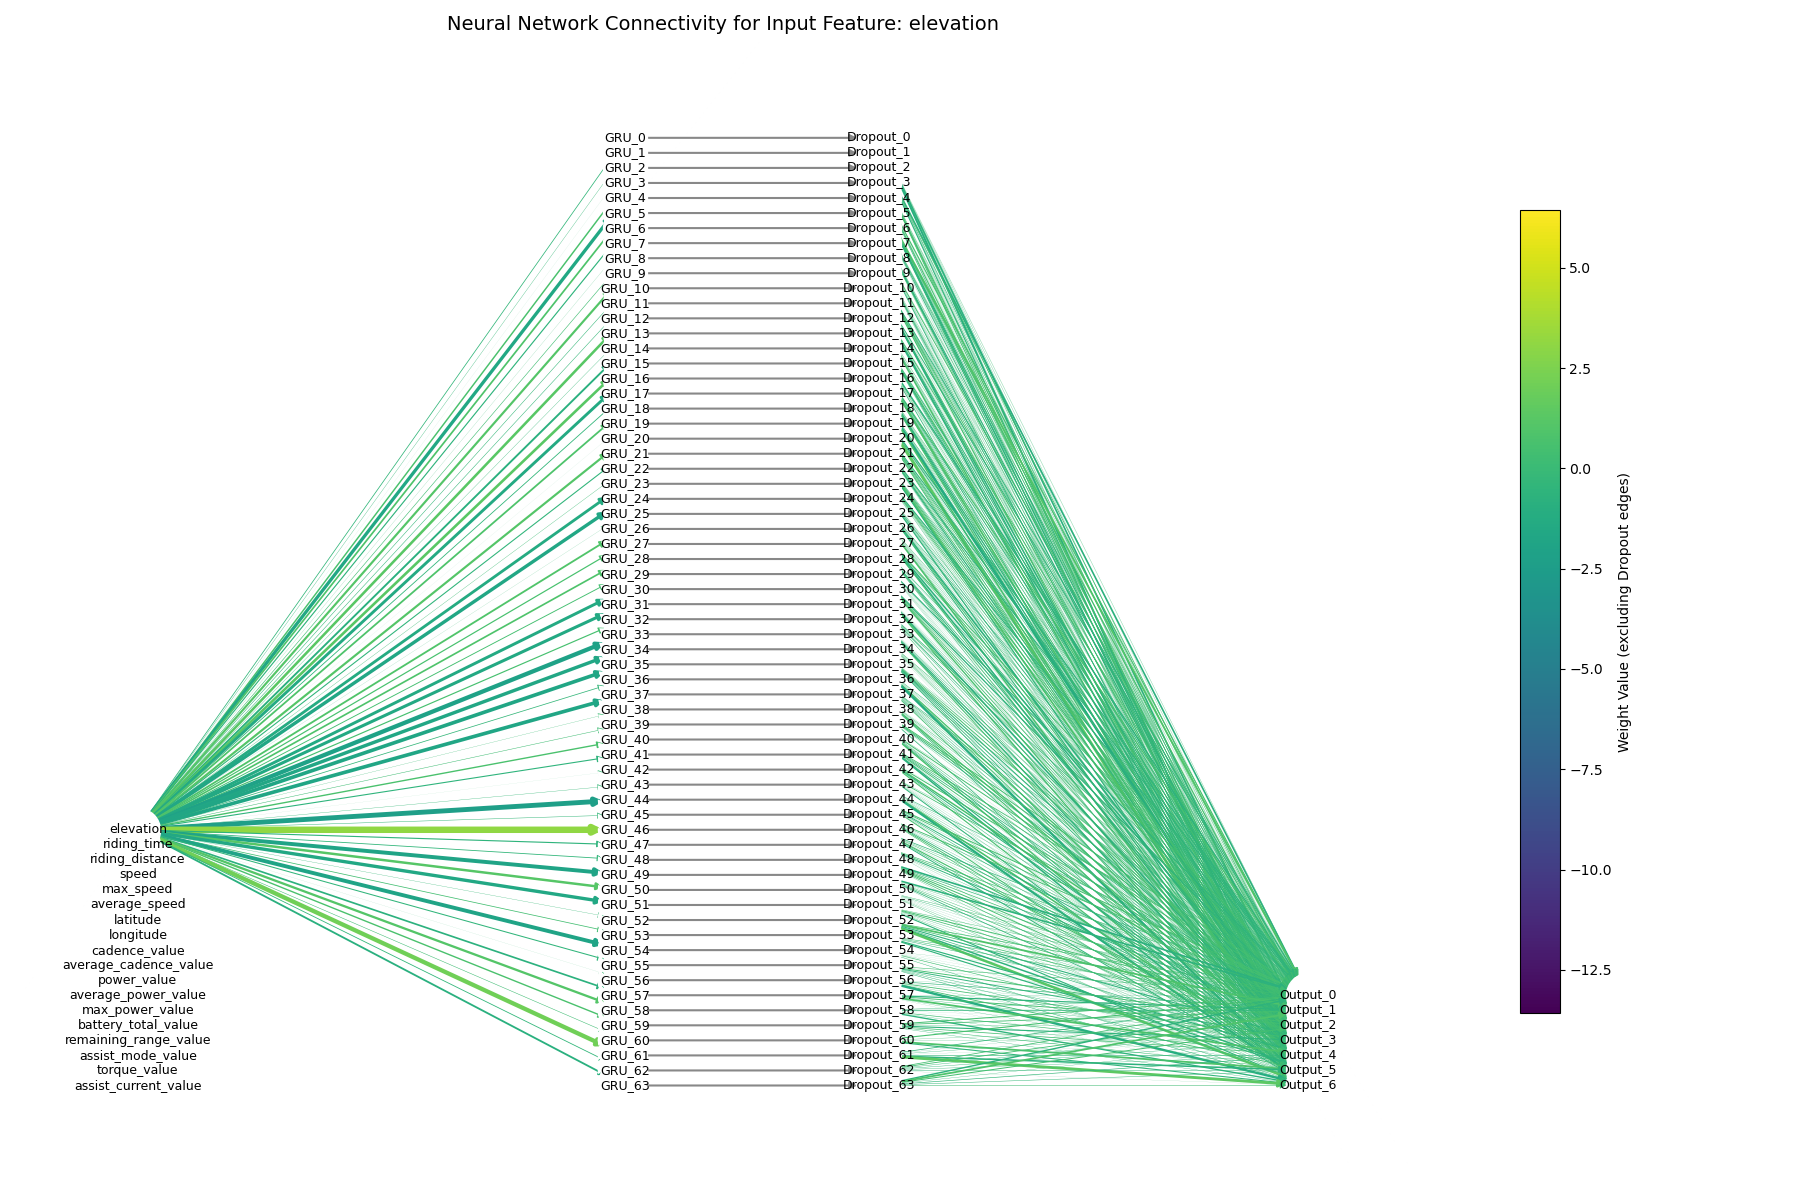 Neural Network Connectivity for Input Feature: elevation
elevation
riding_time
riding_distance
speed
max_speed
average_speed
latitude
longitude
cadence_value
average_cadence_value
power_value
average_power_value
max_power_value
battery_total_value
remaining_range_value
assist_mode_value
torque_value
assist_current_value
GRU_0
GRU_1
GRU_2
GRU_3
GRU_4
GRU_5
GRU_6
GRU_7
GRU_8
GRU_9
GRU_10
GRU_11
GRU_12
GRU_13
GRU_14
GRU_15
GRU_16
GRU_17
GRU_18
GRU_19
GRU_20
GRU_21
GRU_22
GRU_23
GRU_24
GRU_25
GRU_26
GRU_27
GRU_28
GRU_29
GRU_30
GRU_31
GRU_32
GRU_33
GRU_34
GRU_35
GRU_36
GRU_37
GRU_38
GRU_39
GRU_40
GRU_41
GRU_42
GRU_43
GRU_44
GRU_45
GRU_46
GRU_47
GRU_48
GRU_49
GRU_50
GRU_51
GRU_52
GRU_53
GRU_54
GRU_55
GRU_56
GRU_57
GRU_58
GRU_59
GRU_60
GRU_61
GRU_62
GRU_63
Dropout_0
Dropout_1
Dropout_2
Dropout_3
Dropout_4
Dropout_5
Dropout_6
Dropout_7
Dropout_8
Dropout_9
Dropout_10
Dropout_11
Dropout_12
Dropout_13
Dropout_14
Dropout_15
Dropout_16
Dropout_17
Dropout_18
Dropout_19
Dropout_20
Dropout_21
Dropout_22
Dropout_23
Dropout_24
Dropout_25
Dropout_26
Dropout_27
Dropout_28
Dropout_29
Dropout_30
Dropout_31
Dropout_32
Dropout_33
Dropout_34
Dropout_35
Dropout_36
Dropout_37
Dropout_38
Dropout_39
Dropout_40
Dropout_41
Dropout_42
Dropout_43
Dropout_44
Dropout_45
Dropout_46
Dropout_47
Dropout_48
Dropout_49
Dropout_50
Dropout_51
Dropout_52
Dropout_53
Dropout_54
Dropout_55
Dropout_56
Dropout_57
Dropout_58
Dropout_59
Dropout_60
Dropout_61
Dropout_62
Dropout_63
Output_0
Output_1
Output_2
Output_3
Output_4
Output_5
Output_6
5.0
2.5
0.0
−2.5
−5.0
−7.5
−10.0
−12.5
Weight Value (excluding Dropout edges)